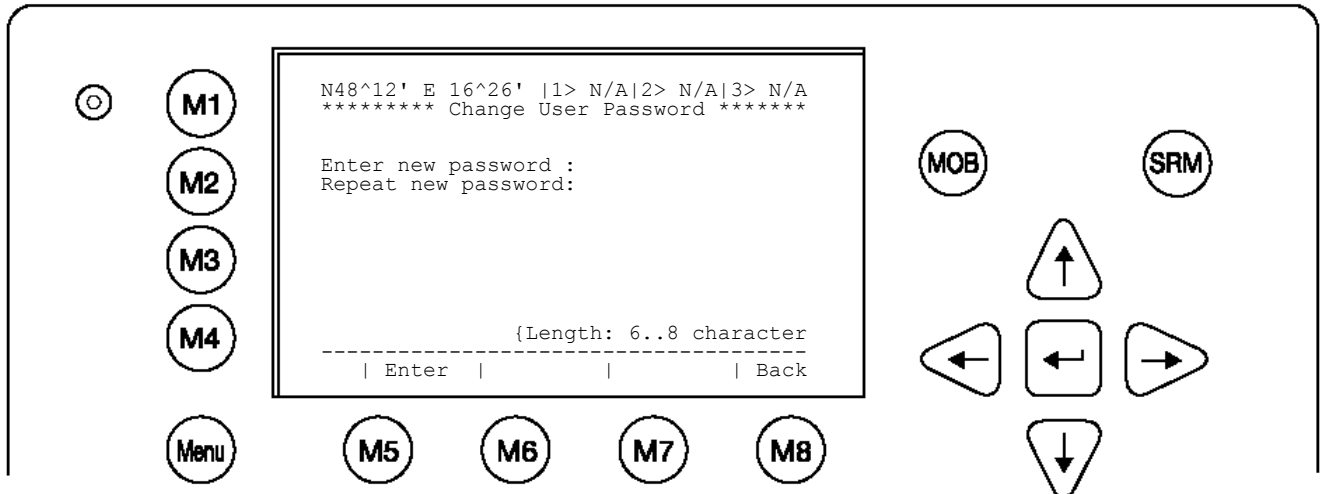 N48^12' E 16^26' |1> N/A|2> N/A|3> N/A
********* Change User Password *******
Enter new password :
Repeat new password:
{Length: 6..8 character
--------------------------------------
| Enter | | | Back
M1
M2
M3
M4
Menu
M5 M6 M7 M8
MOB SRM